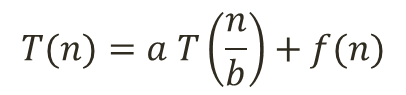 T(n) = a T(n/b) + f(n)